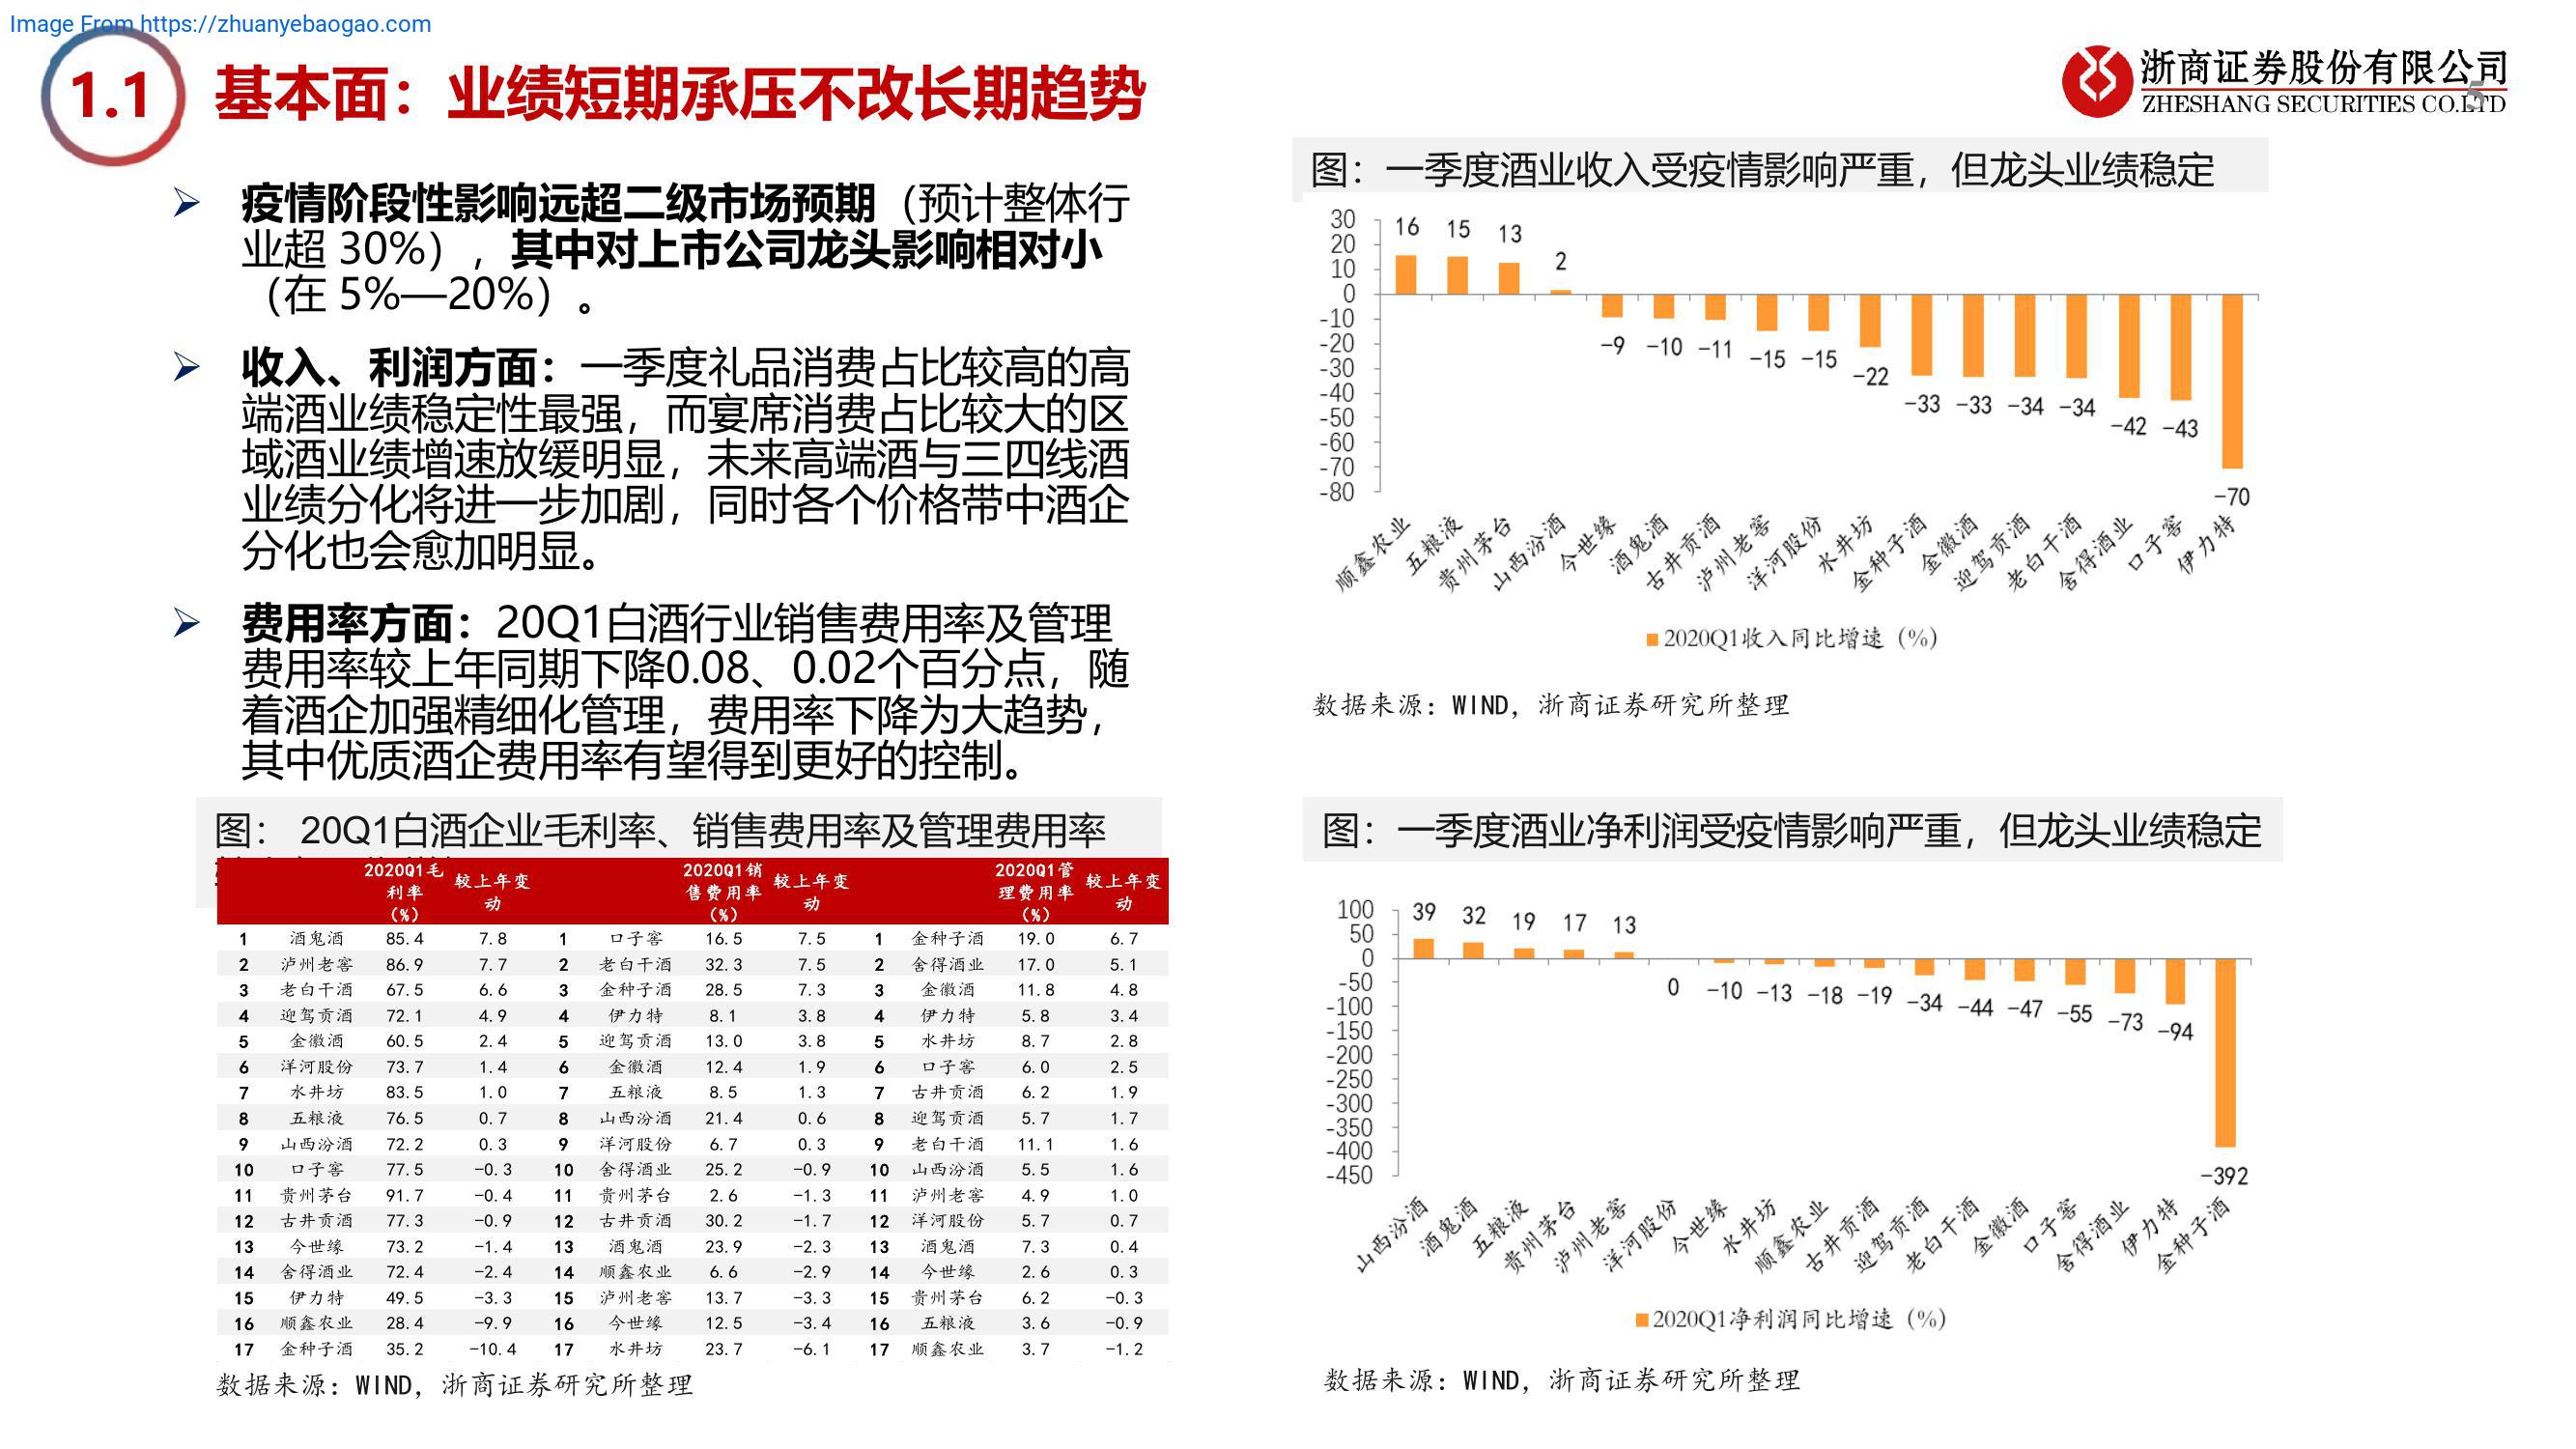 Image From https://zhuanyebaogao.com
1.1
基本面：业绩短期承压不改长期趋势
浙商证券股份有限公司
ZHESHANG SECURITIES CO.LTD
5
疫情阶段性影响远超二级市场预期（预计整体行
业超 30%），其中对上市公司龙头影响相对小
（在 5%—20%）。
收入、利润方面：一季度礼品消费占比较高的高
端酒业绩稳定性最强，而宴席消费占比较大的区
域酒业绩增速放缓明显，未来高端酒与三四线酒
业绩分化将进一步加剧，同时各个价格带中酒企
分化也会愈加明显。
费用率方面：20Q1白酒行业销售费用率及管理
费用率较上年同期下降0.08、0.02个百分点，随
着酒企加强精细化管理，费用率下降为大趋势，
其中优质酒企费用率有望得到更好的控制。
图： 20Q1白酒企业毛利率、销售费用率及管理费用率
2020Q1毛利率（%） 较上年变动 2020Q1销售费用率（%） 较上年变动 2020Q1管理费用率（%） 较上年变动
1 酒鬼酒 85.4 7.8 1 口子窖 16.5 7.5 1 金种子酒 19.0 6.7
2 泸州老窖 86.9 7.7 2 老白干酒 32.3 7.5 2 舍得酒业 17.0 5.1
3 老白干酒 67.5 6.6 3 金种子酒 28.5 7.3 3 金徽酒 11.8 4.8
4 迎驾贡酒 72.1 4.9 4 伊力特 8.1 3.8 4 伊力特 5.8 3.4
5 金徽酒 60.5 2.4 5 迎驾贡酒 13.0 3.8 5 水井坊 8.7 2.8
6 洋河股份 73.7 1.4 6 金徽酒 12.4 1.9 6 口子窖 6.0 2.5
7 水井坊 83.5 1.0 7 五粮液 8.5 1.3 7 古井贡酒 6.2 1.9
8 五粮液 76.5 0.7 8 山西汾酒 21.4 0.6 8 迎驾贡酒 5.7 1.7
9 山西汾酒 72.2 0.3 9 洋河股份 6.7 0.3 9 老白干酒 11.1 1.6
10 口子窖 77.5 -0.3 10 舍得酒业 25.2 -0.9 10 山西汾酒 5.5 1.6
11 贵州茅台 91.7 -0.4 11 贵州茅台 2.6 -1.3 11 泸州老窖 4.9 1.0
12 古井贡酒 77.3 -0.9 12 古井贡酒 30.2 -1.7 12 洋河股份 5.7 0.7
13 今世缘 73.2 -1.4 13 酒鬼酒 23.9 -2.3 13 酒鬼酒 7.3 0.4
14 舍得酒业 72.4 -2.4 14 顺鑫农业 6.6 -2.9 14 今世缘 2.6 0.3
15 伊力特 49.5 -3.3 15 泸州老窖 13.7 -3.3 15 贵州茅台 6.2 -0.3
16 顺鑫农业 28.4 -9.9 16 今世缘 12.5 -3.4 16 五粮液 3.6 -0.9
17 金种子酒 35.2 -10.4 17 水井坊 23.7 -6.1 17 顺鑫农业 3.7 -1.2
数据来源：WIND，浙商证券研究所整理
图：一季度酒业收入受疫情影响严重，但龙头业绩稳定
30
20
10
0
-10
-20
-30
-40
-50
-60
-70
-80
16 15 13 2 -9 -10 -11 -15 -15 -22 -33 -33 -34 -34 -42 -43 -70
顺鑫农业 五粮液 贵州茅台 山西汾酒 今世缘 酒鬼酒 古井贡酒 泸州老窖 洋河股份 水井坊 金种子酒 金徽酒 迎驾贡酒 老白干酒 舍得酒业 口子窖 伊力特
2020Q1收入同比增速（%）
数据来源：WIND，浙商证券研究所整理
图：一季度酒业净利润受疫情影响严重，但龙头业绩稳定
100
50
0
-50
-100
-150
-200
-250
-300
-350
-400
-450
39 32 19 17 13 0 -10 -13 -18 -19 -34 -44 -47 -55 -73 -94 -392
山西汾酒 酒鬼酒 五粮液 贵州茅台 泸州老窖 洋河股份 今世缘 水井坊 顺鑫农业 古井贡酒 迎驾贡酒 老白干酒 金徽酒 口子窖 舍得酒业 伊力特 金种子酒
2020Q1净利润同比增速（%）
数据来源：WIND，浙商证券研究所整理